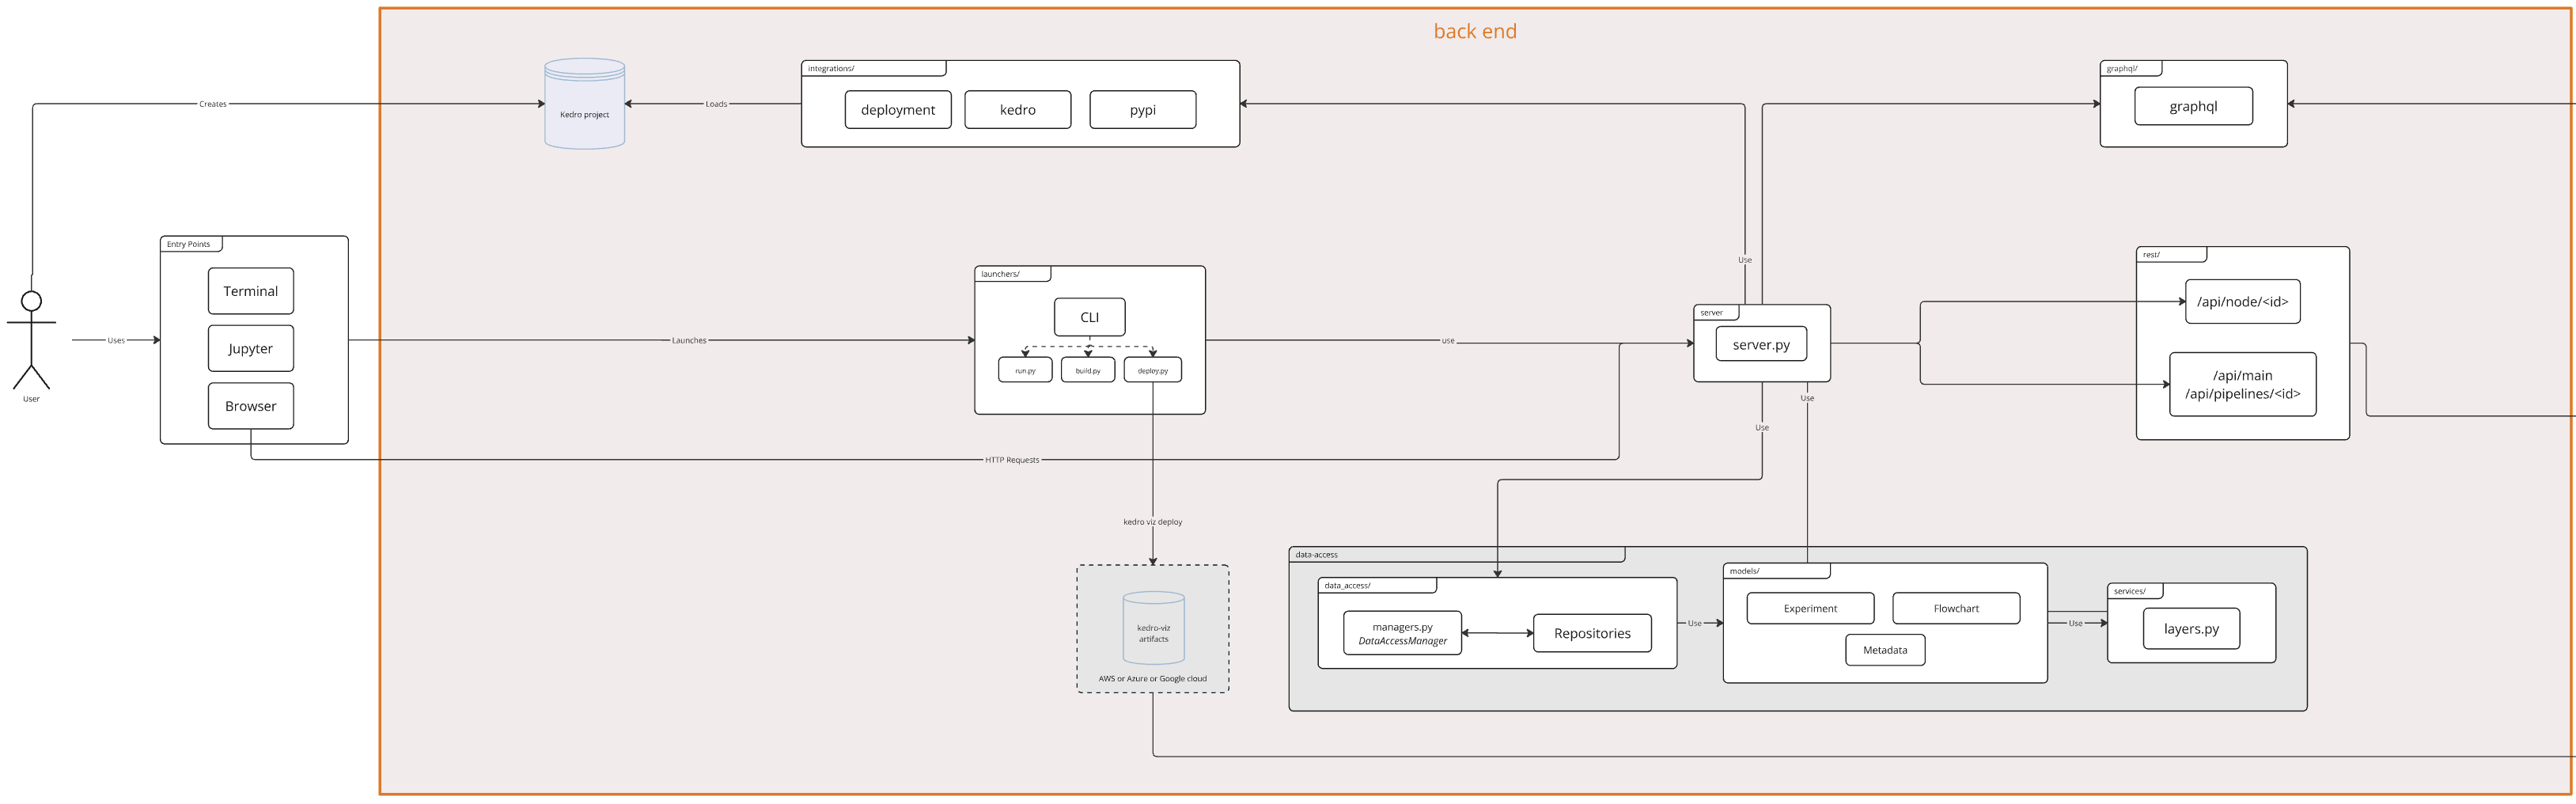 back end
Creates
Kedro project
Loads
integrations/
deployment
kedro
pypi
graphql/
graphql
Use
Entry Points
Terminal
Jupyter
Browser
User
Uses
Launches
launchers/
CLI
run.py
build.py
deploy.py
use
server
server.py
rest/
/api/node/<id>
/api/main
/api/pipelines/<id>
Use
Use
HTTP Requests
kedro viz deploy
kedro-viz
artifacts
AWS or Azure or Google cloud
data-access
data_access/
managers.py
DataAccessManager
Repositories
Use
models/
Experiment
Flowchart
Metadata
Use
services/
layers.py